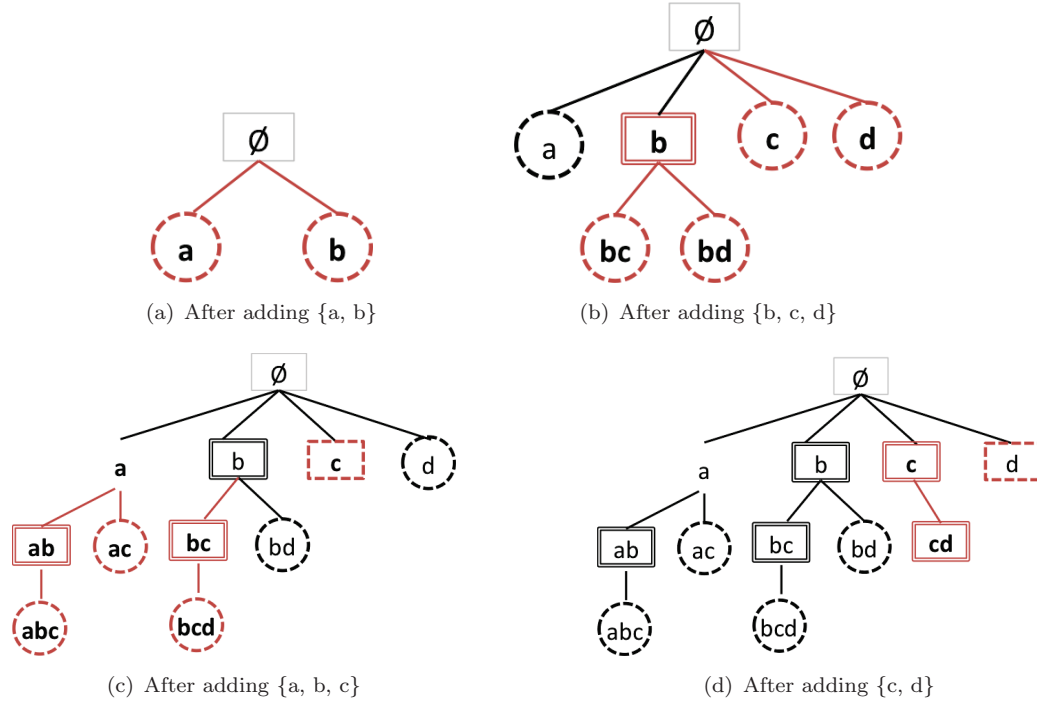 ∅
a b
(a) After adding {a, b}
∅
a b c d
bc bd
(b) After adding {b, c, d}
∅
a b c d
ab ac bc bd
abc bcd
(c) After adding {a, b, c}
∅
a b c d
ab ac bc bd cd
abc bcd
(d) After adding {c, d}